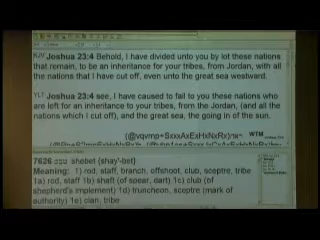 KJV Joshua 23:4 Behold, I have divided unto you by lot these nations
that remain, to be an inheritance for your tribes, from Jordan, with all
the nations that I have cut off, even unto the great sea westward.
YLT Joshua 23:4 see, I have caused to fall to you these nations who
are left for an inheritance to your tribes, from the Jordan, (and all the
nations which I cut off), and the great sea, the going in of the sun.
WTM
7626 shebet {shay'-bet}
Meaning: 1) rod, staff, branch, offshoot, club, sceptre, tribe
1a) rod, staff 1b) shaft (of spear, dart) 1c) club (of
shepherd's implement) 1d) truncheon, sceptre (mark of
authority) 1e) clan, tribe